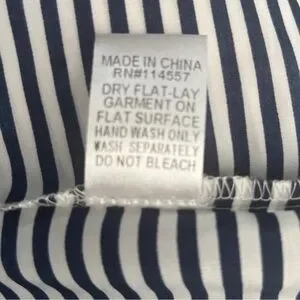 MADE IN CHINA
RN#114557
DRY FLAT-LAY
GARMENT ON
FLAT SURFACE
HAND WASH ONLY
WASH SEPARATELY
DO NOT BLEACH